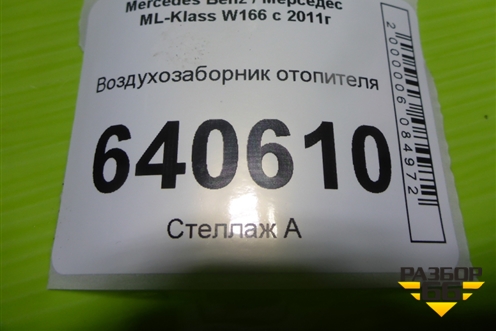 Mercedes Benz / Мерседес
ML-Klass W166 с 2011г
Воздухозаборник отопителя
640610
Стеллаж А
2000006084972
РАЗБОР